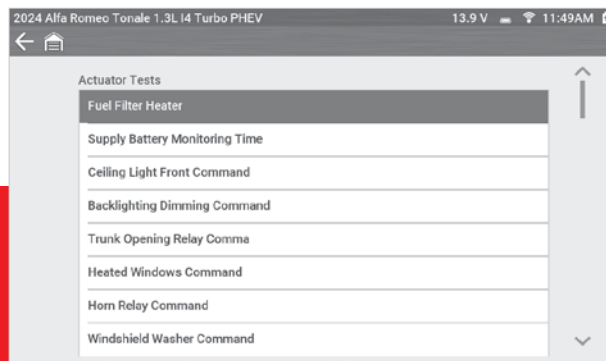 2024 Alfa Romeo Tonale 1.3L I4 Turbo PHEV 13.9 V 11:49AM
Actuator Tests
Fuel Filter Heater
Supply Battery Monitoring Time
Ceiling Light Front Command
Backlighting Dimming Command
Trunk Opening Relay Comma
Heated Windows Command
Horn Relay Command
Windshield Washer Command